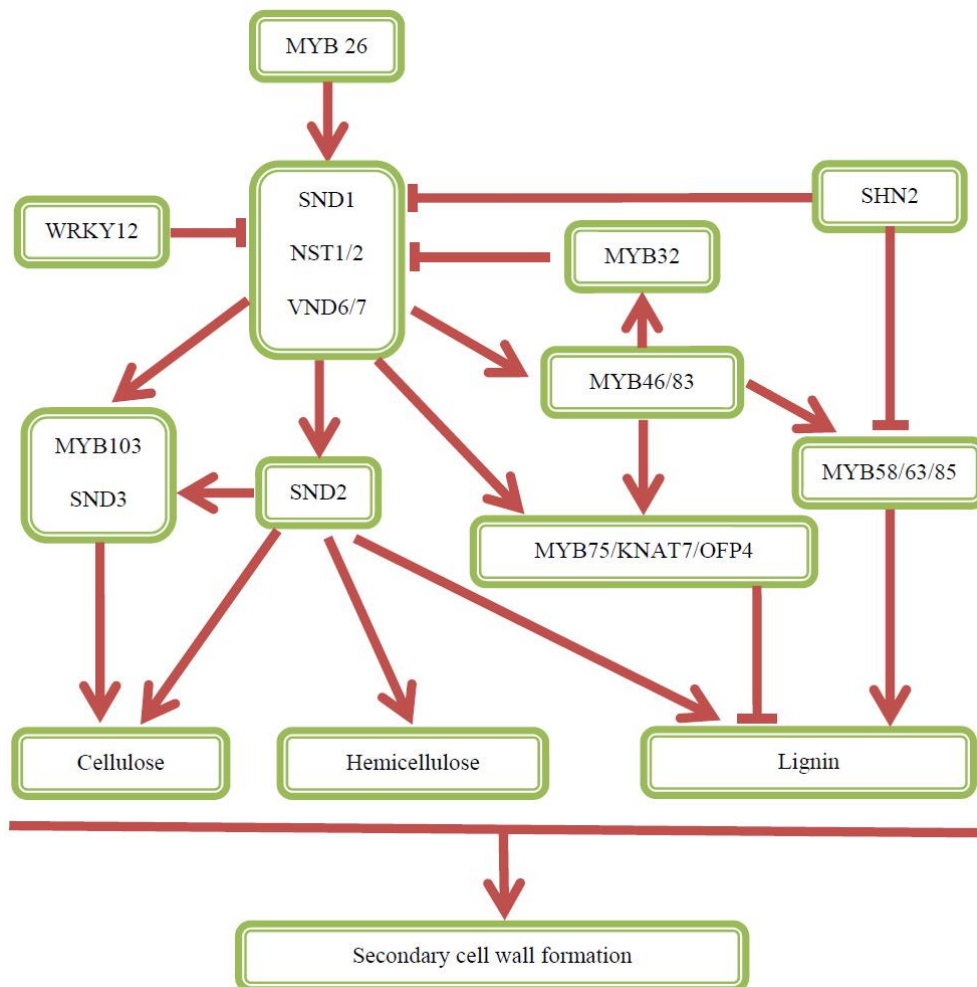 MYB 26
SND1
SHN2
WRKY12
NST1/2
MYB32
VND6/7
MYB46/83
MYB103
SND3
SND2
MYB58/63/85
MYB75/KNAT7/OFP4
Cellulose
Hemicellulose
Lignin
Secondary cell wall formation